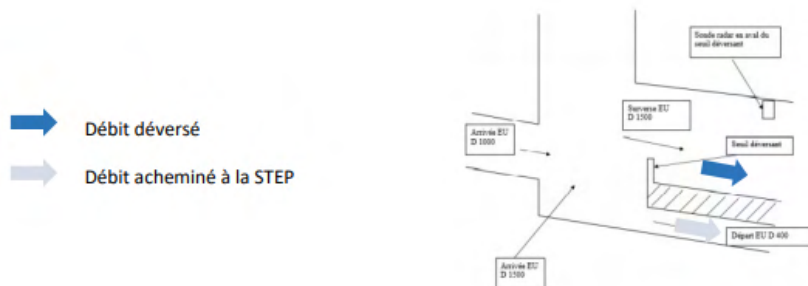 Débit déversé
Débit acheminé à la STEP
Sonde radar en aval du
seuil déversant
Surverse EU
D 1500
Arrivée EU
D 1000
Seuil déversant
Départ EU D 400
Arrivée EU
D 1500